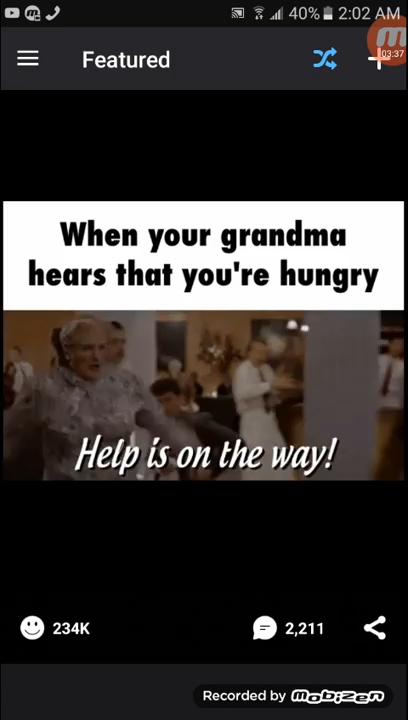 40% 2:02 AM
Featured
03:37
When your grandma
hears that you're hungry
Help is on the way!
234K
2,211
Recorded by mobizen